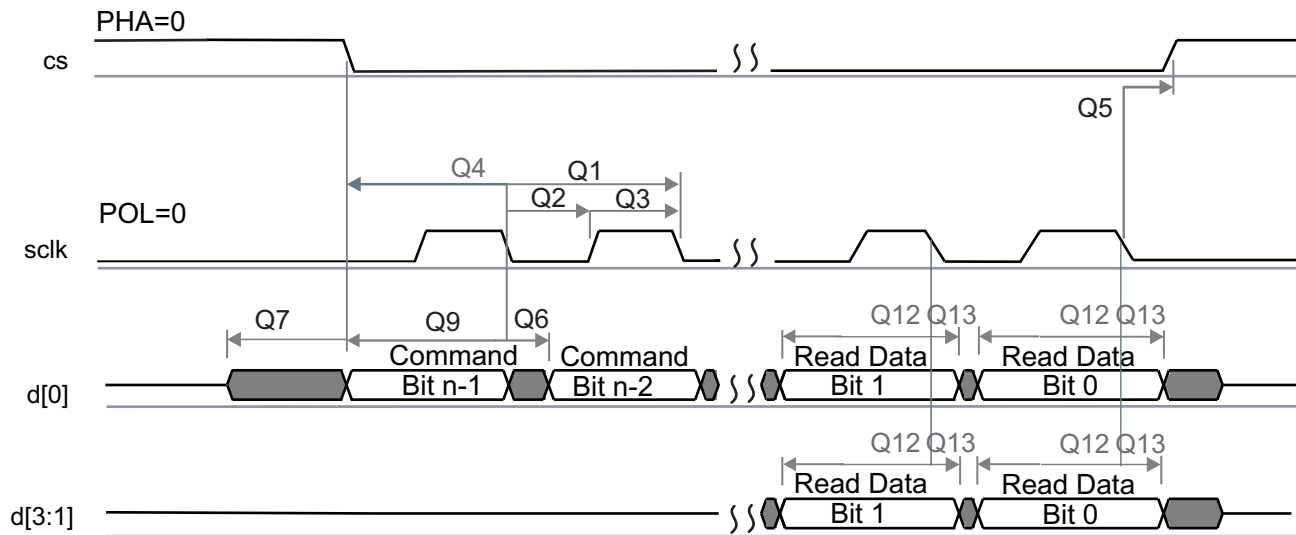 PHA=0
cs
Q5
Q4 Q1
Q2 Q3
POL=0
sclk
Q7 Q9 Q6 Q12 Q13 Q12 Q13
Command Command Read Data Read Data
d[0] Bit n-1 Bit n-2 Bit 1 Bit 0
Q12 Q13 Q12 Q13
Read Data Read Data
d[3:1] Bit 1 Bit 0